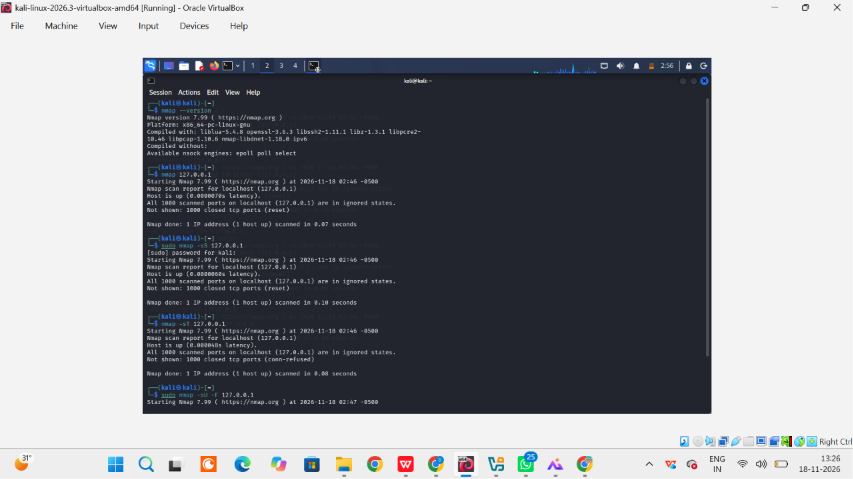 kali-linux-2026.3-virtualbox-amd64 [Running] - Oracle VirtualBox
File Machine View Input Devices Help
1 2 3 4 2:56
kali@kali: ~
Session Actions Edit View Help
┌──(kali㉿kali)-[~]
└─$ nmap --version
Nmap version 7.99 ( https://nmap.org )
Platform: x86_64-pc-linux-gnu
Compiled with: liblua-5.4.8 openssl-3.6.3 libssh2-1.11.1 libz-1.3.1 libpcre2-
10.46 libpcap-1.10.6 nmap-libdnet-1.18.0 ipv6
Compiled without:
Available nsock engines: epoll poll select
┌──(kali㉿kali)-[~]
└─$ nmap 127.0.0.1
Starting Nmap 7.99 ( https://nmap.org ) at 2026-11-18 02:46 -0500
Nmap scan report for localhost (127.0.0.1)
Host is up (0.0000070s latency).
All 1000 scanned ports on localhost (127.0.0.1) are in ignored states.
Not shown: 1000 closed tcp ports (reset)
Nmap done: 1 IP address (1 host up) scanned in 0.07 seconds
┌──(kali㉿kali)-[~]
└─$ sudo nmap -sS 127.0.0.1
[sudo] password for kali:
Starting Nmap 7.99 ( https://nmap.org ) at 2026-11-18 02:46 -0500
Nmap scan report for localhost (127.0.0.1)
Host is up (0.0000060s latency).
All 1000 scanned ports on localhost (127.0.0.1) are in ignored states.
Not shown: 1000 closed tcp ports (reset)
Nmap done: 1 IP address (1 host up) scanned in 0.10 seconds
┌──(kali㉿kali)-[~]
└─$ nmap -sT 127.0.0.1
Starting Nmap 7.99 ( https://nmap.org ) at 2026-11-18 02:46 -0500
Nmap scan report for localhost (127.0.0.1)
Host is up (0.000048s latency).
All 1000 scanned ports on localhost (127.0.0.1) are in ignored states.
Not shown: 1000 closed tcp ports (conn-refused)
Nmap done: 1 IP address (1 host up) scanned in 0.08 seconds
┌──(kali㉿kali)-[~]
└─$ sudo nmap -sU -F 127.0.0.1
Starting Nmap 7.99 ( https://nmap.org ) at 2026-11-18 02:47 -0500
Right Ctrl
31°
25
ENG
IN
13:26
18-11-2026